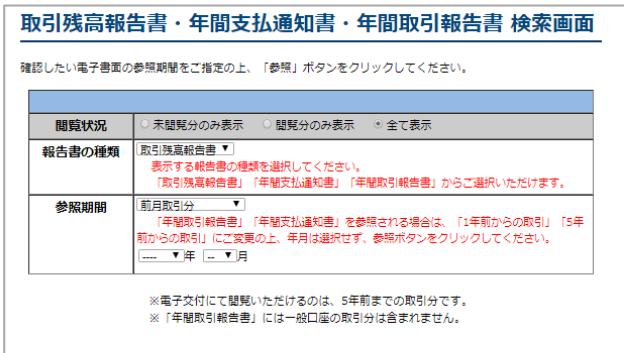 取引残高報告書・年間支払通知書・年間取引報告書 検索画面
確認したい電子書面の参照期間をご指定の上、「参照」ボタンをクリックしてください。
閲覧状況 未閲覧分のみ表示 閲覧分のみ表示 全て表示
報告書の種類 取引残高報告書 ▼
表示する報告書の種類を選択してください。
「取引残高報告書」「年間支払通知書」「年間取引報告書」からご選択いただけます。
参照期間 前月取引分 ▼
「年間取引報告書」「年間支払通知書」を参照される場合は、「1年前からの取引」「5年
前からの取引」にご変更の上、年月は選択せず、参照ボタンをクリックしてください。
---- ▼ 年 -- ▼ 月
※電子交付にて閲覧いただけるのは、5年前までの取引分です。
※「年間取引報告書」には一般口座の取引分は含まれません。